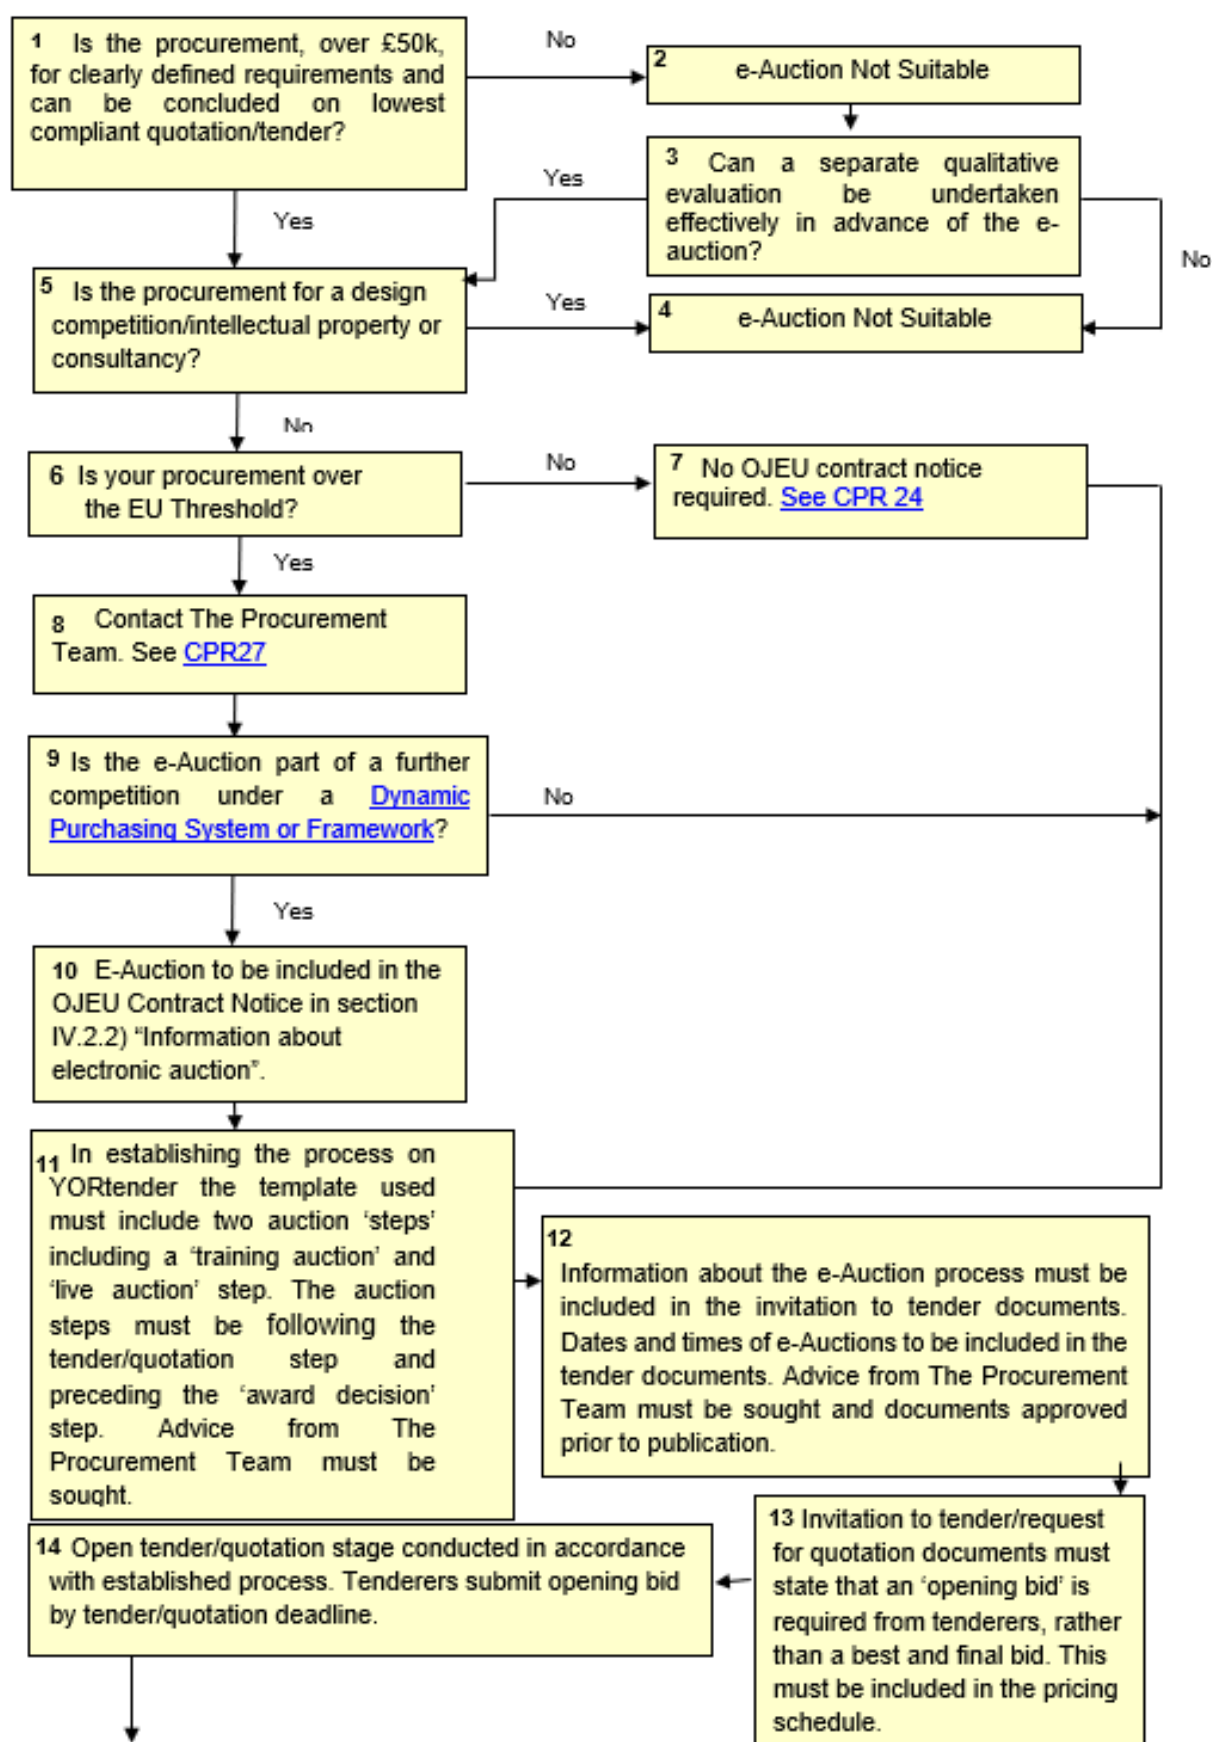 1 Is the procurement, over £50k,
for clearly defined requirements and
can be concluded on lowest
compliant quotation/tender?
No
2 e-Auction Not Suitable
3 Can a separate qualitative
evaluation be undertaken
effectively in advance of the e-
auction?
Yes
Yes
No
5 Is the procurement for a design
competition/intellectual property or
consultancy?
Yes
4 e-Auction Not Suitable
No
6 Is your procurement over
the EU Threshold?
No
7 No OJEU contract notice
required. See CPR 24
Yes
8 Contact The Procurement
Team. See CPR27
9 Is the e-Auction part of a further
competition under a Dynamic
Purchasing System or Framework?
No
Yes
10 E-Auction to be included in the
OJEU Contract Notice in section
IV.2.2) “Information about
electronic auction”.
11 In establishing the process on
YORtender the template used
must include two auction ‘steps’
including a ‘training auction’ and
‘live auction’ step. The auction
steps must be following the
tender/quotation step and
preceding the ‘award decision’
step. Advice from The
Procurement Team must be
sought.
12
Information about the e-Auction process must be
included in the invitation to tender documents.
Dates and times of e-Auctions to be included in the
tender documents. Advice from The Procurement
Team must be sought and documents approved
prior to publication.
13 Invitation to tender/request
for quotation documents must
state that an ‘opening bid’ is
required from tenderers, rather
than a best and final bid. This
must be included in the pricing
schedule.
14 Open tender/quotation stage conducted in accordance
with established process. Tenderers submit opening bid
by tender/quotation deadline.